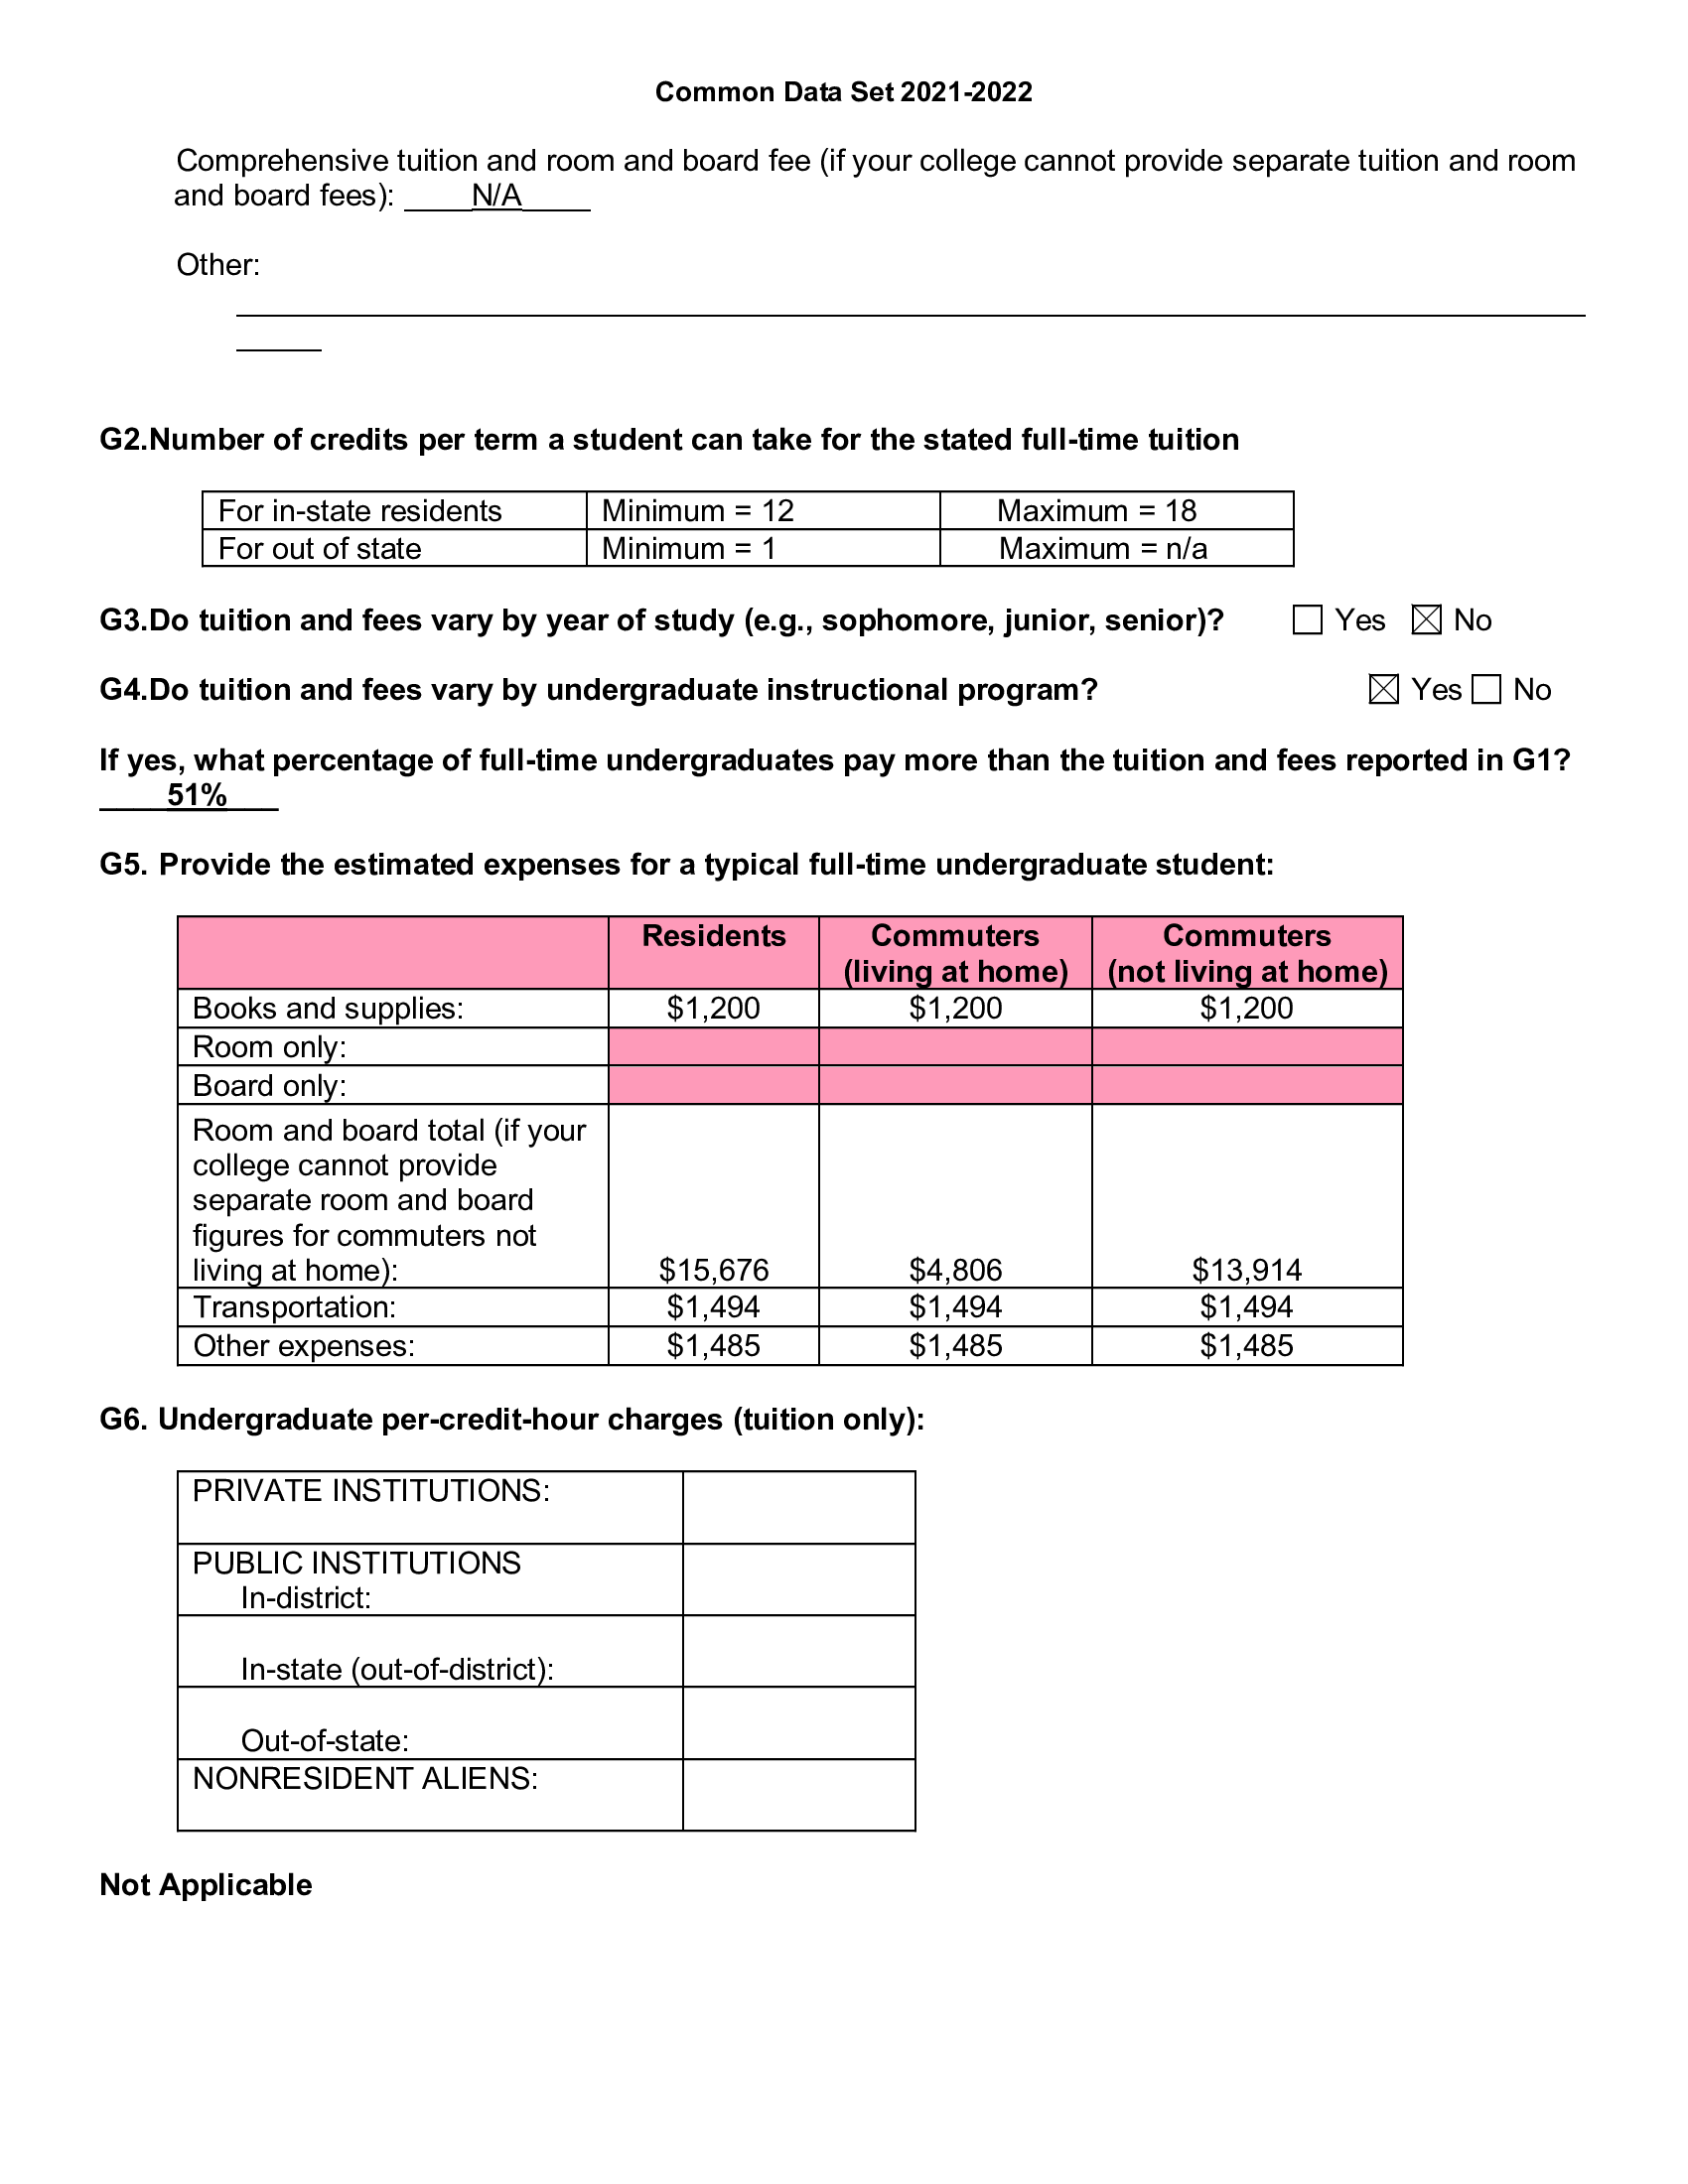 Common Data Set 2021-2022
Comprehensive tuition and room and board fee (if your college cannot provide separate tuition and room
and board fees): ____N/A____
Other:
G2.Number of credits per term a student can take for the stated full-time tuition
For in-state residents Minimum = 12 Maximum = 18
For out of state Minimum = 1 Maximum = n/a
G3.Do tuition and fees vary by year of study (e.g., sophomore, junior, senior)? ☐ Yes ☒ No
G4.Do tuition and fees vary by undergraduate instructional program? ☒ Yes ☐ No
If yes, what percentage of full-time undergraduates pay more than the tuition and fees reported in G1?
____51%___
G5. Provide the estimated expenses for a typical full-time undergraduate student:
Residents Commuters Commuters
(living at home) (not living at home)
Books and supplies: $1,200 $1,200 $1,200
Room only:
Board only:
Room and board total (if your
college cannot provide
separate room and board
figures for commuters not
living at home): $15,676 $4,806 $13,914
Transportation: $1,494 $1,494 $1,494
Other expenses: $1,485 $1,485 $1,485
G6. Undergraduate per-credit-hour charges (tuition only):
PRIVATE INSTITUTIONS:
PUBLIC INSTITUTIONS
In-district:
In-state (out-of-district):
Out-of-state:
NONRESIDENT ALIENS:
Not Applicable